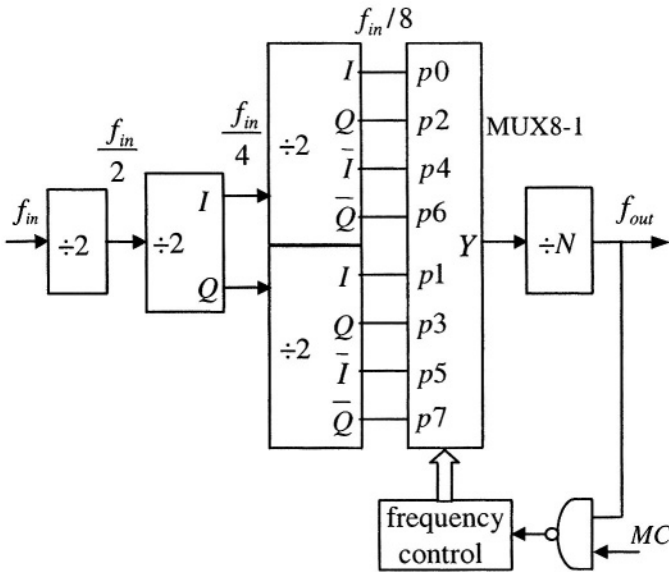 f_in/8
I p0
Q p2
MUX8-1
f_in/4
÷2
Ī p4
f_in/2
Q̄ p6
f_in
÷2
÷2
I
Q
Y
÷N
f_out
I p1
Q p3
÷2
Ī p5
Q̄ p7
frequency
control
MC